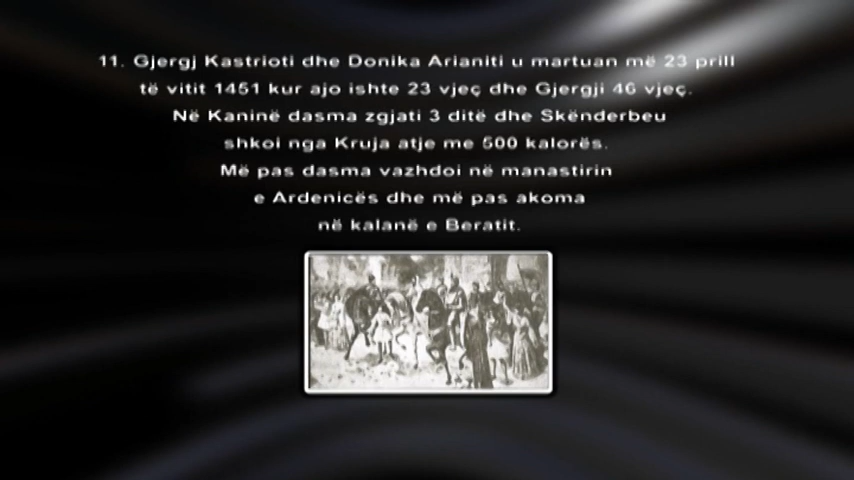 11. Gjergj Kastrioti dhe Donika Arianiti u martuan më 23 prill
të vitit 1451 kur ajo ishte 23 vjeç dhe Gjergji 46 vjeç.
Në Kaninë dasma zgjati 3 ditë dhe Skënderbeu
shkoi nga Kruja atje me 500 kalorës.
Më pas dasma vazhdoi në manastirin
e Ardenicës dhe më pas akoma
në kalanë e Beratit.